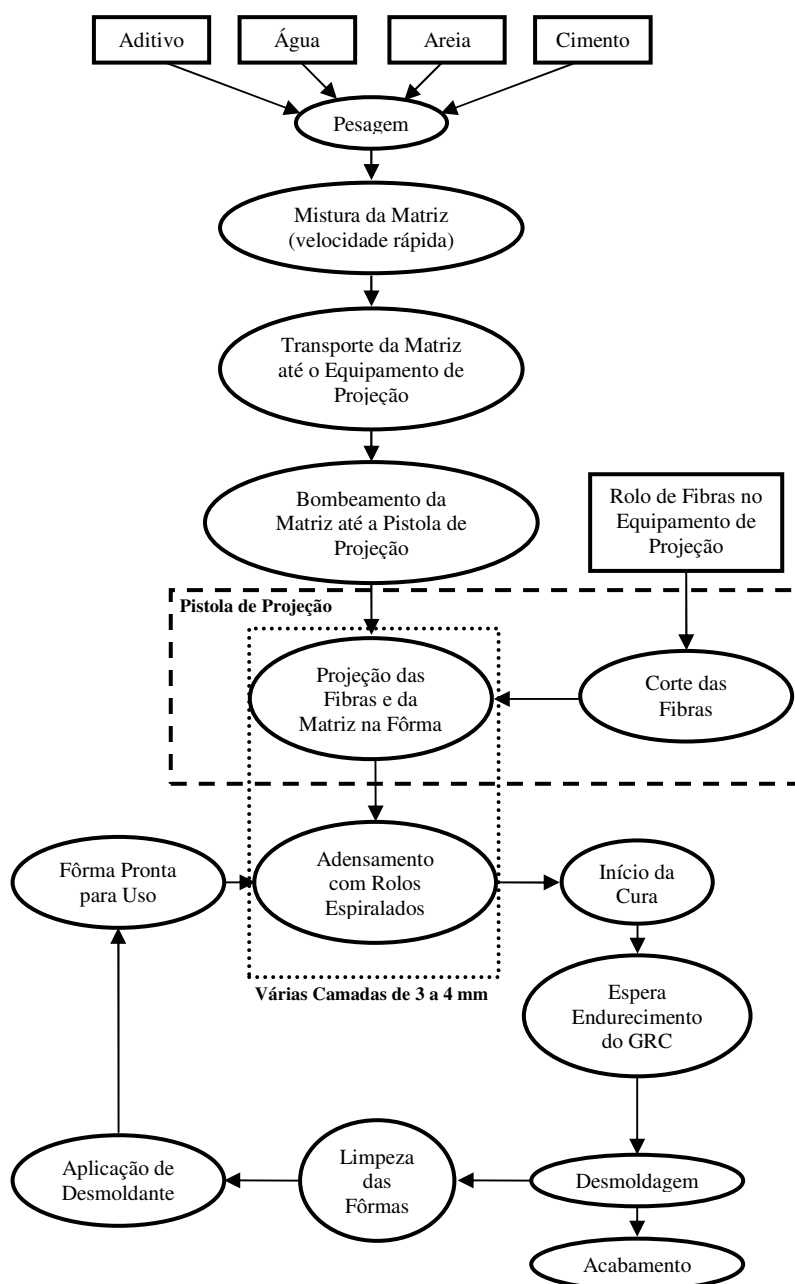 Aditivo
Água
Areia
Cimento
Pesagem
Mistura da Matriz
(velocidade rápida)
Transporte da Matriz
até o Equipamento de
Projeção
Bombeamento da
Matriz até a Pistola de
Projeção
Rolo de Fibras no
Equipamento de
Projeção
Pistola de Projeção
Projeção das
Fibras e da
Matriz na Fôrma
Corte das
Fibras
Fôrma Pronta
para Uso
Adensamento
com Rolos
Espiralados
Início da
Cura
Várias Camadas de 3 a 4 mm
Espera
Endurecimento
do GRC
Aplicação de
Desmoldante
Limpeza
das
Fôrmas
Desmoldagem
Acabamento